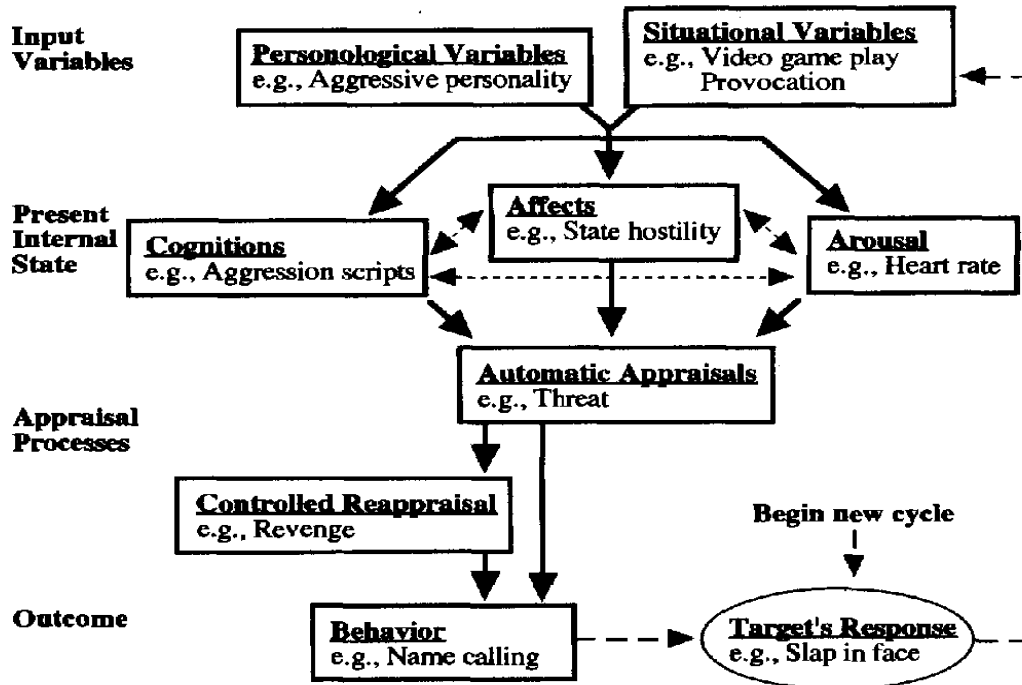 Input
Variables
Personological Variables
e.g., Aggressive personality
Situational Variables
e.g., Video game play
Provocation
Present
Internal
State
Cognitions
e.g., Aggression scripts
Affects
e.g., State hostility
Arousal
e.g., Heart rate
Appraisal
Processes
Automatic Appraisals
e.g., Threat
Controlled Reappraisal
e.g., Revenge
Begin new cycle
Outcome
Behavior
e.g., Name calling
Target's Response
e.g., Slap in face